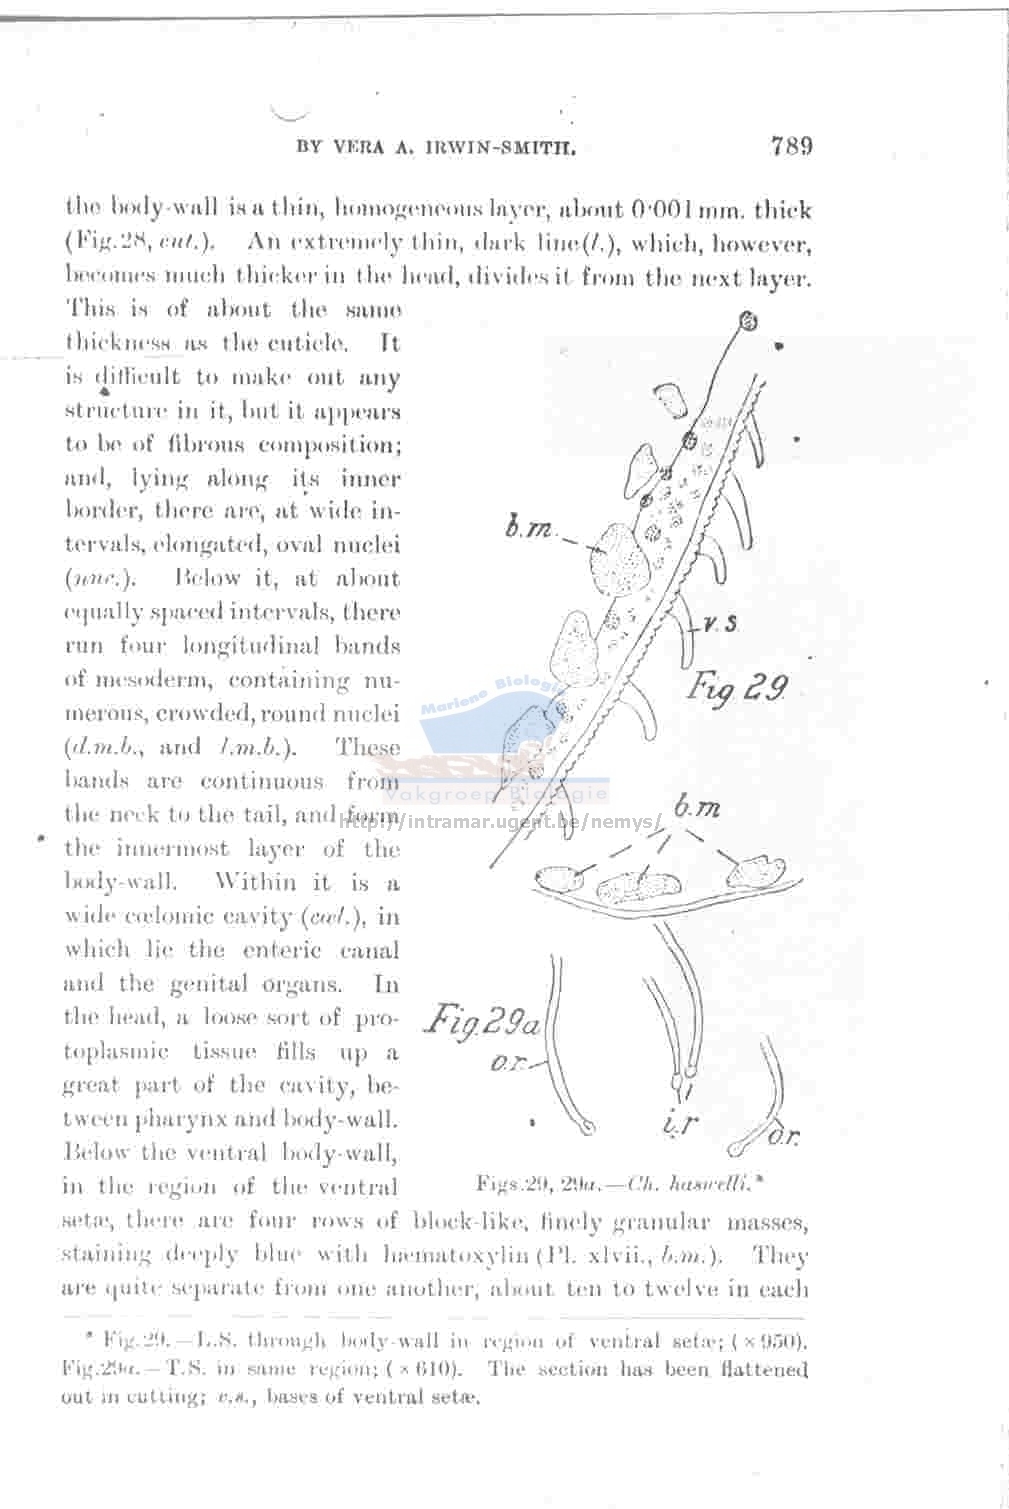 BY VERA A. IRWIN-SMITH. 789
the body-wall is a thin, homogeneous layer, about 0·001 mm. thick
(Fig.28, cut.). An extremely thin, dark line (l.), which, however,
becomes much thicker in the head, divides it from the next layer.
This is of about the same
thickness as the cuticle. It
is difficult to make out any
structure in it, but it appears
to be of fibrous composition;
and, lying along its inner
border, there are, at wide in-
tervals, elongated, oval nuclei
(nuc.). Below it, at about
equally spaced intervals, there
run four longitudinal bands
of mesoderm, containing nu-
merous, crowded, round nuclei
(d.m.b., and l.m.b.). These
bands are continuous from
the neck to the tail, and form
the innermost layer of the
body-wall. Within it is a
wide cœlomic cavity (cœl.), in
which lie the enteric canal
and the genital organs. In
the head, a loose sort of pro-
toplasmic tissue fills up a
great part of the cavity, be-
tween pharynx and body-wall.
Below the ventral body-wall,
in the region of the ventral
setæ, there are four rows of block-like, finely granular masses,
staining deeply blue with hæmatoxylin (Pl. xlvii., b.m.). They
are quite separate from one another, about ten to twelve in each
b.m.
v.s.
Fig 29.
Mariene Biologie
Vakgroep Biologie
http://intramar.ugent.be/nemys/
b.m
Fig.29a
o.r.
i.r
o.r.
Figs.29, 29a.—Ch. haswelli.*
* Fig.29.—L.S. through body-wall in region of ventral setæ; (×950).
Fig.29a.—T.S. in same region; (×610). The section has been flattened
out in cutting; v.s., bases of ventral setæ.